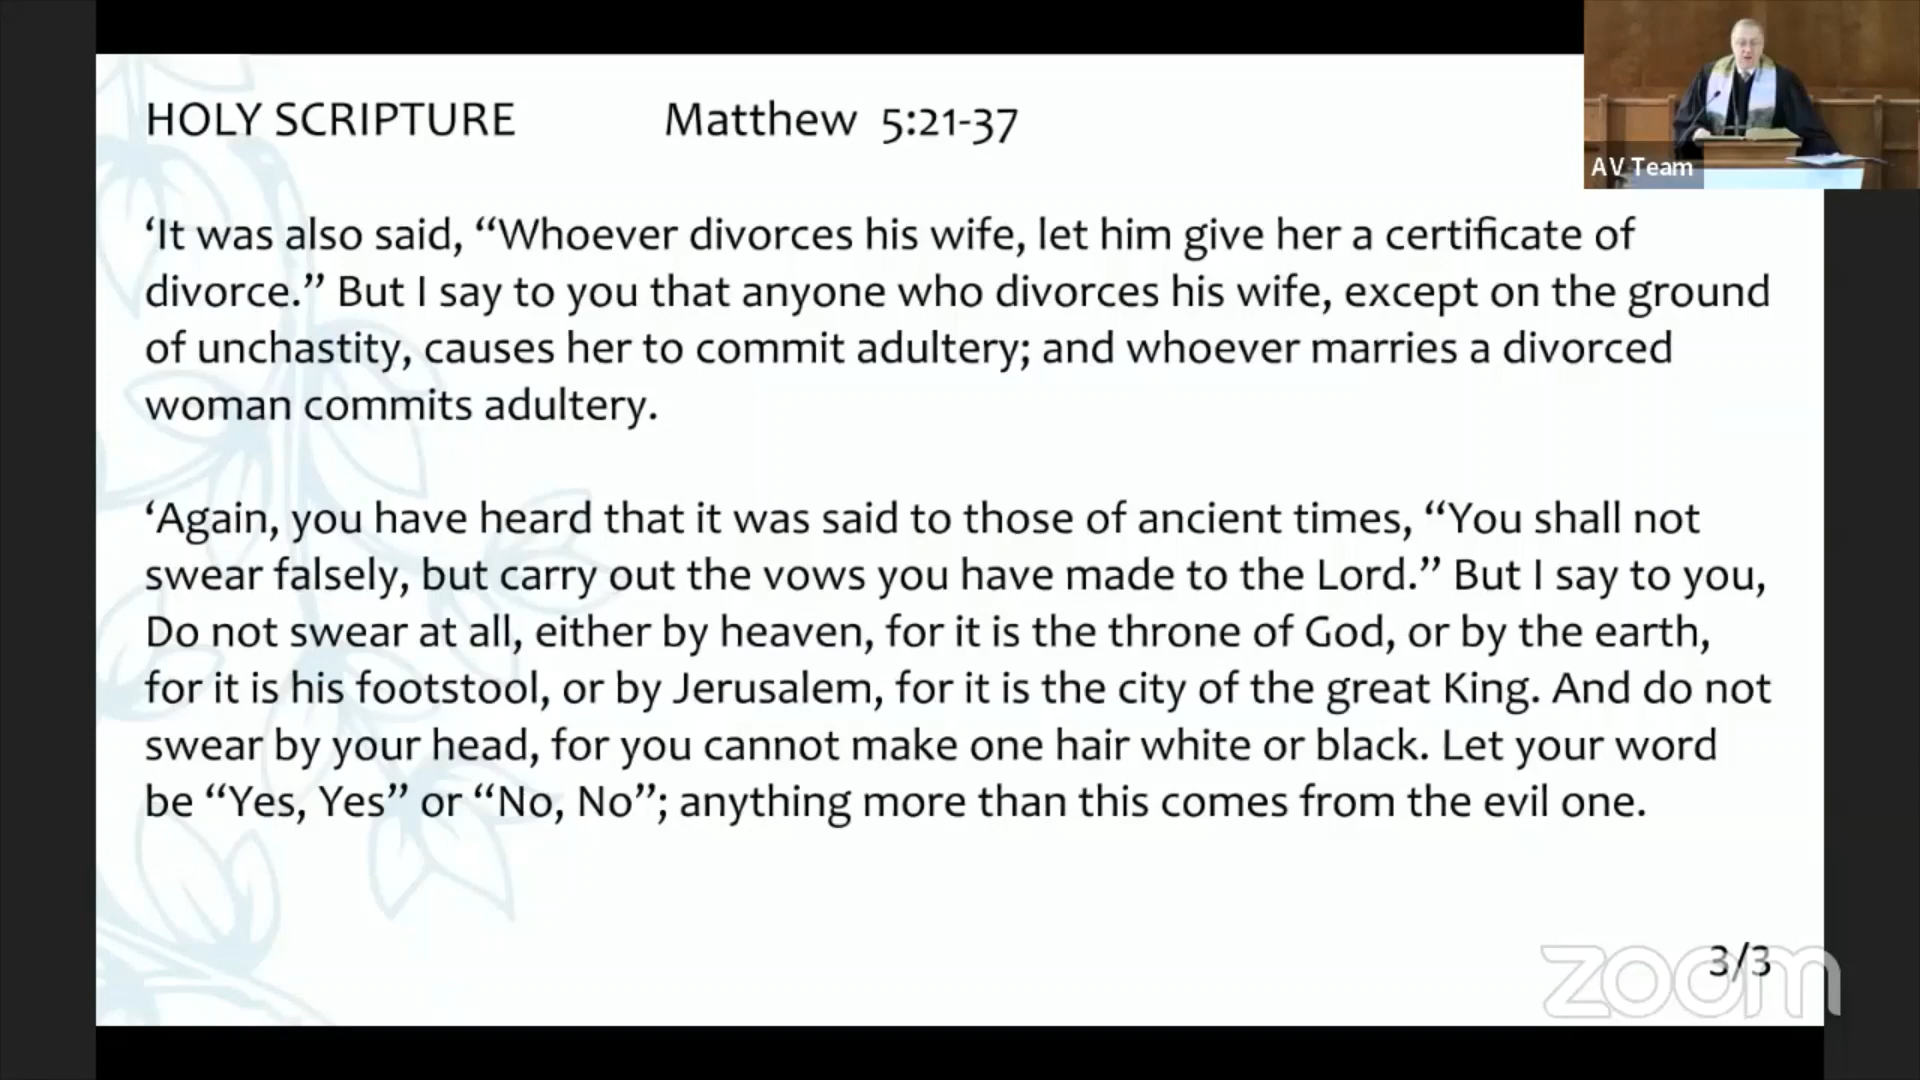 HOLY SCRIPTURE Matthew 5:21-37
AV Team
‘It was also said, “Whoever divorces his wife, let him give her a certificate of
divorce.” But I say to you that anyone who divorces his wife, except on the ground
of unchastity, causes her to commit adultery; and whoever marries a divorced
woman commits adultery.
‘Again, you have heard that it was said to those of ancient times, “You shall not
swear falsely, but carry out the vows you have made to the Lord.” But I say to you,
Do not swear at all, either by heaven, for it is the throne of God, or by the earth,
for it is his footstool, or by Jerusalem, for it is the city of the great King. And do not
swear by your head, for you cannot make one hair white or black. Let your word
be “Yes, Yes” or “No, No”; anything more than this comes from the evil one.
3/3
zoom